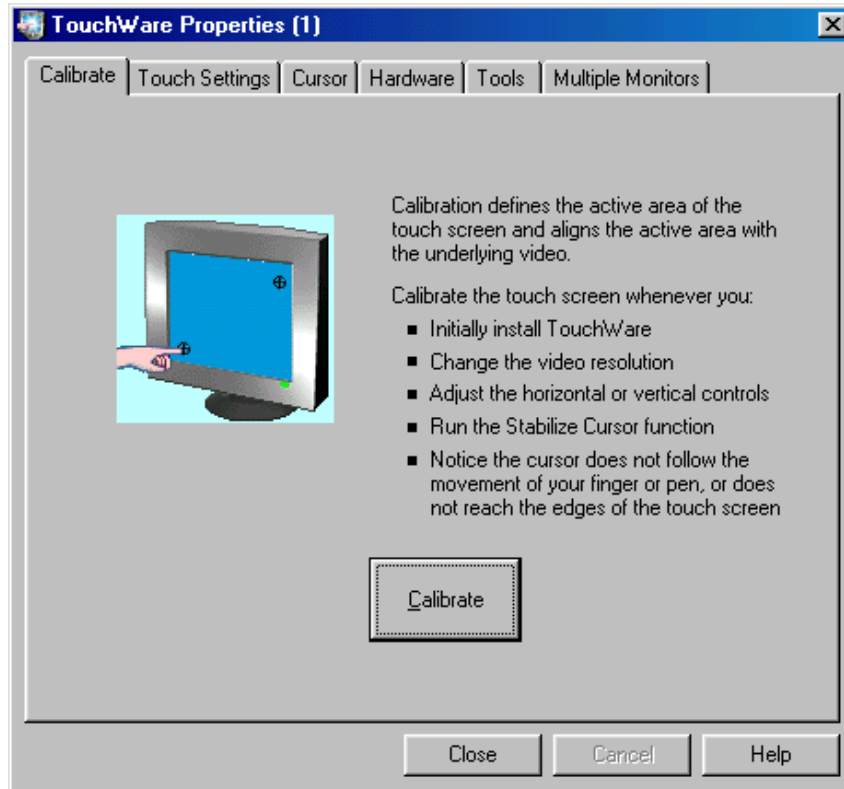 TouchWare Properties (1)
Calibrate Touch Settings Cursor Hardware Tools Multiple Monitors
Calibration defines the active area of the
touch screen and aligns the active area with
the underlying video.
Calibrate the touch screen whenever you:
Initially install TouchWare
Change the video resolution
Adjust the horizontal or vertical controls
Run the Stabilize Cursor function
Notice the cursor does not follow the
movement of your finger or pen, or does
not reach the edges of the touch screen
Calibrate
Close Cancel Help